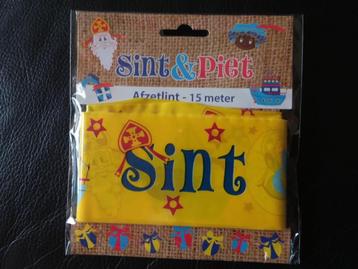 Sint&Piet
Afzetlint - 15 meter
Sint